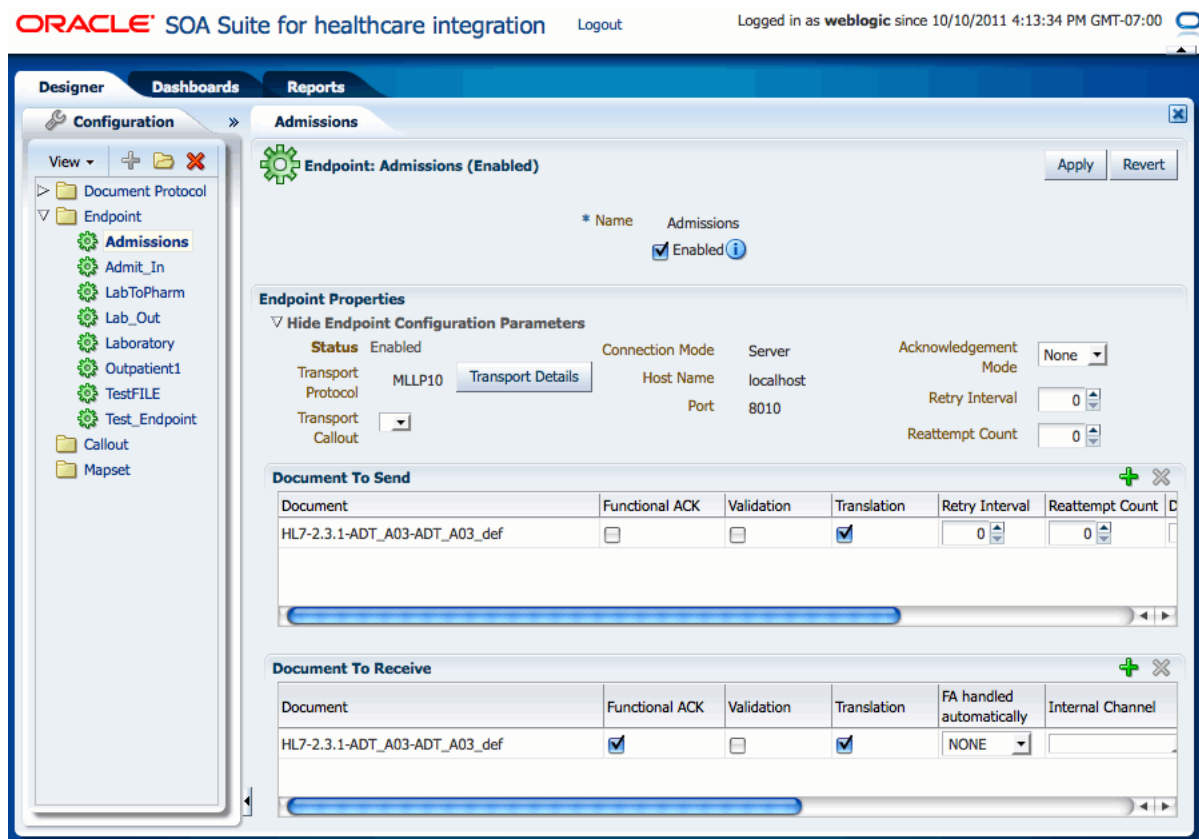 ORACLE® SOA Suite for healthcare integration Logout Logged in as weblogic since 10/10/2011 4:13:34 PM GMT-07:00
Designer Dashboards Reports
Configuration »
View
Document Protocol
Endpoint
Admissions
Admit_In
LabToPharm
Lab_Out
Laboratory
Outpatient1
TestFILE
Test_Endpoint
Callout
Mapset
Admissions
Endpoint: Admissions (Enabled) Apply Revert
* Name Admissions
Enabled
Endpoint Properties
Hide Endpoint Configuration Parameters
Status Enabled
Transport Protocol MLLP10 Transport Details
Transport Callout
Connection Mode Server
Host Name localhost
Port 8010
Acknowledgement Mode None
Retry Interval 0
Reattempt Count 0
Document To Send
Document Functional ACK Validation Translation Retry Interval Reattempt Count D
HL7-2.3.1-ADT_A03-ADT_A03_def 0 0
Document To Receive
Document Functional ACK Validation Translation FA handled automatically Internal Channel
HL7-2.3.1-ADT_A03-ADT_A03_def NONE